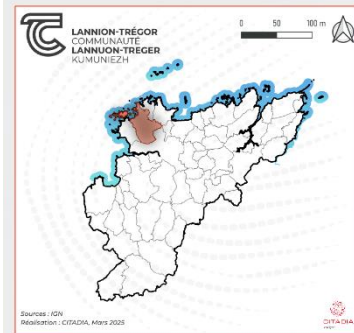 LANNION-TRÉGOR
COMMUNAUTÉ
LANNUON-TREGER
KUMUNIEZH
0 50 100 m
Sources : IGN
Réalisation : CITADIA, Mars 2025
CITADIA